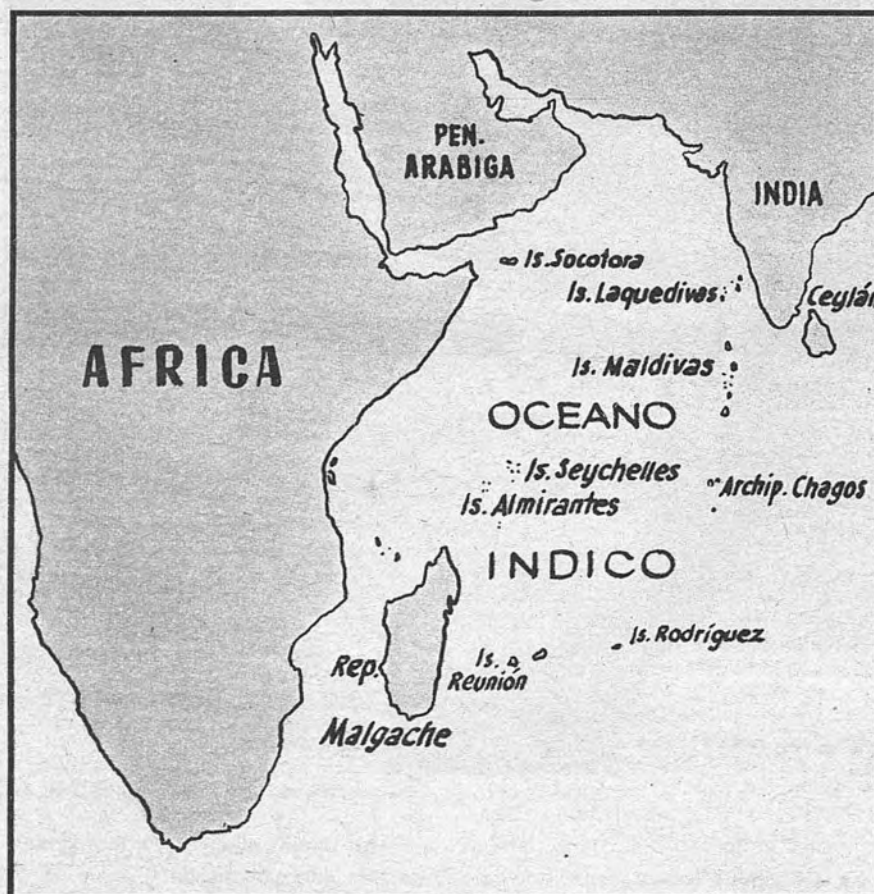 PEN.
ARABIGA
INDIA
Is. Socotora
Is. Laquedivas
Ceylán
AFRICA
Is. Maldivas
OCEANO
Is. Seychelles
Archip. Chagos
Is. Almirantes
INDICO
Is. Rodríguez
Is.
Reunión
Rep.
Malgache